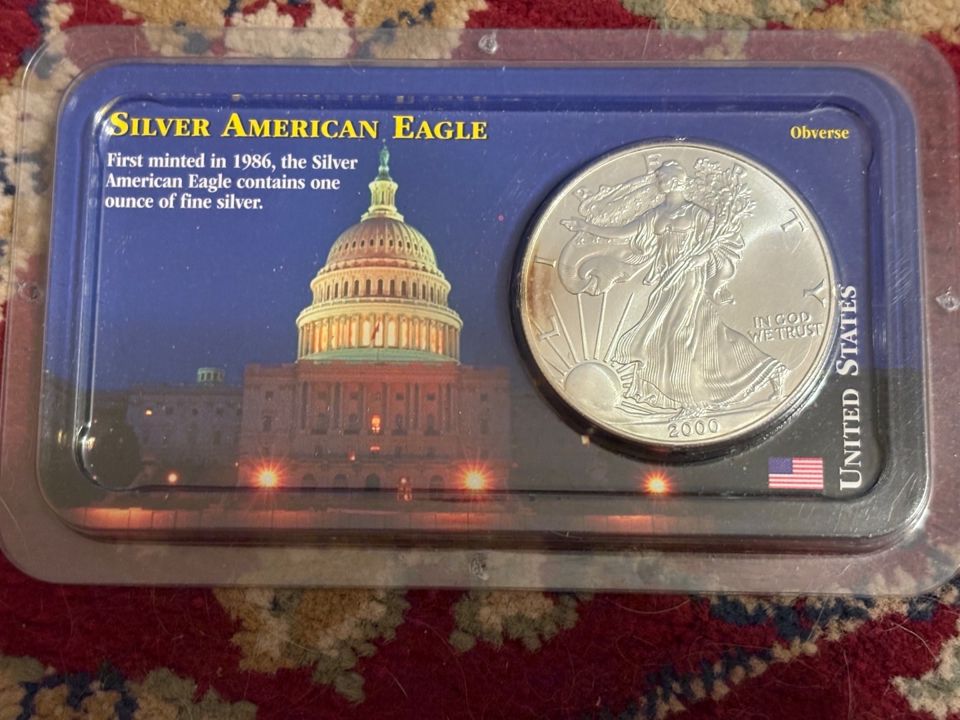 SILVER AMERICAN EAGLE
First minted in 1986, the Silver
American Eagle contains one
ounce of fine silver.
Obverse
LIBERTY
IN GOD
WE TRUST
2000
UNITED STATES